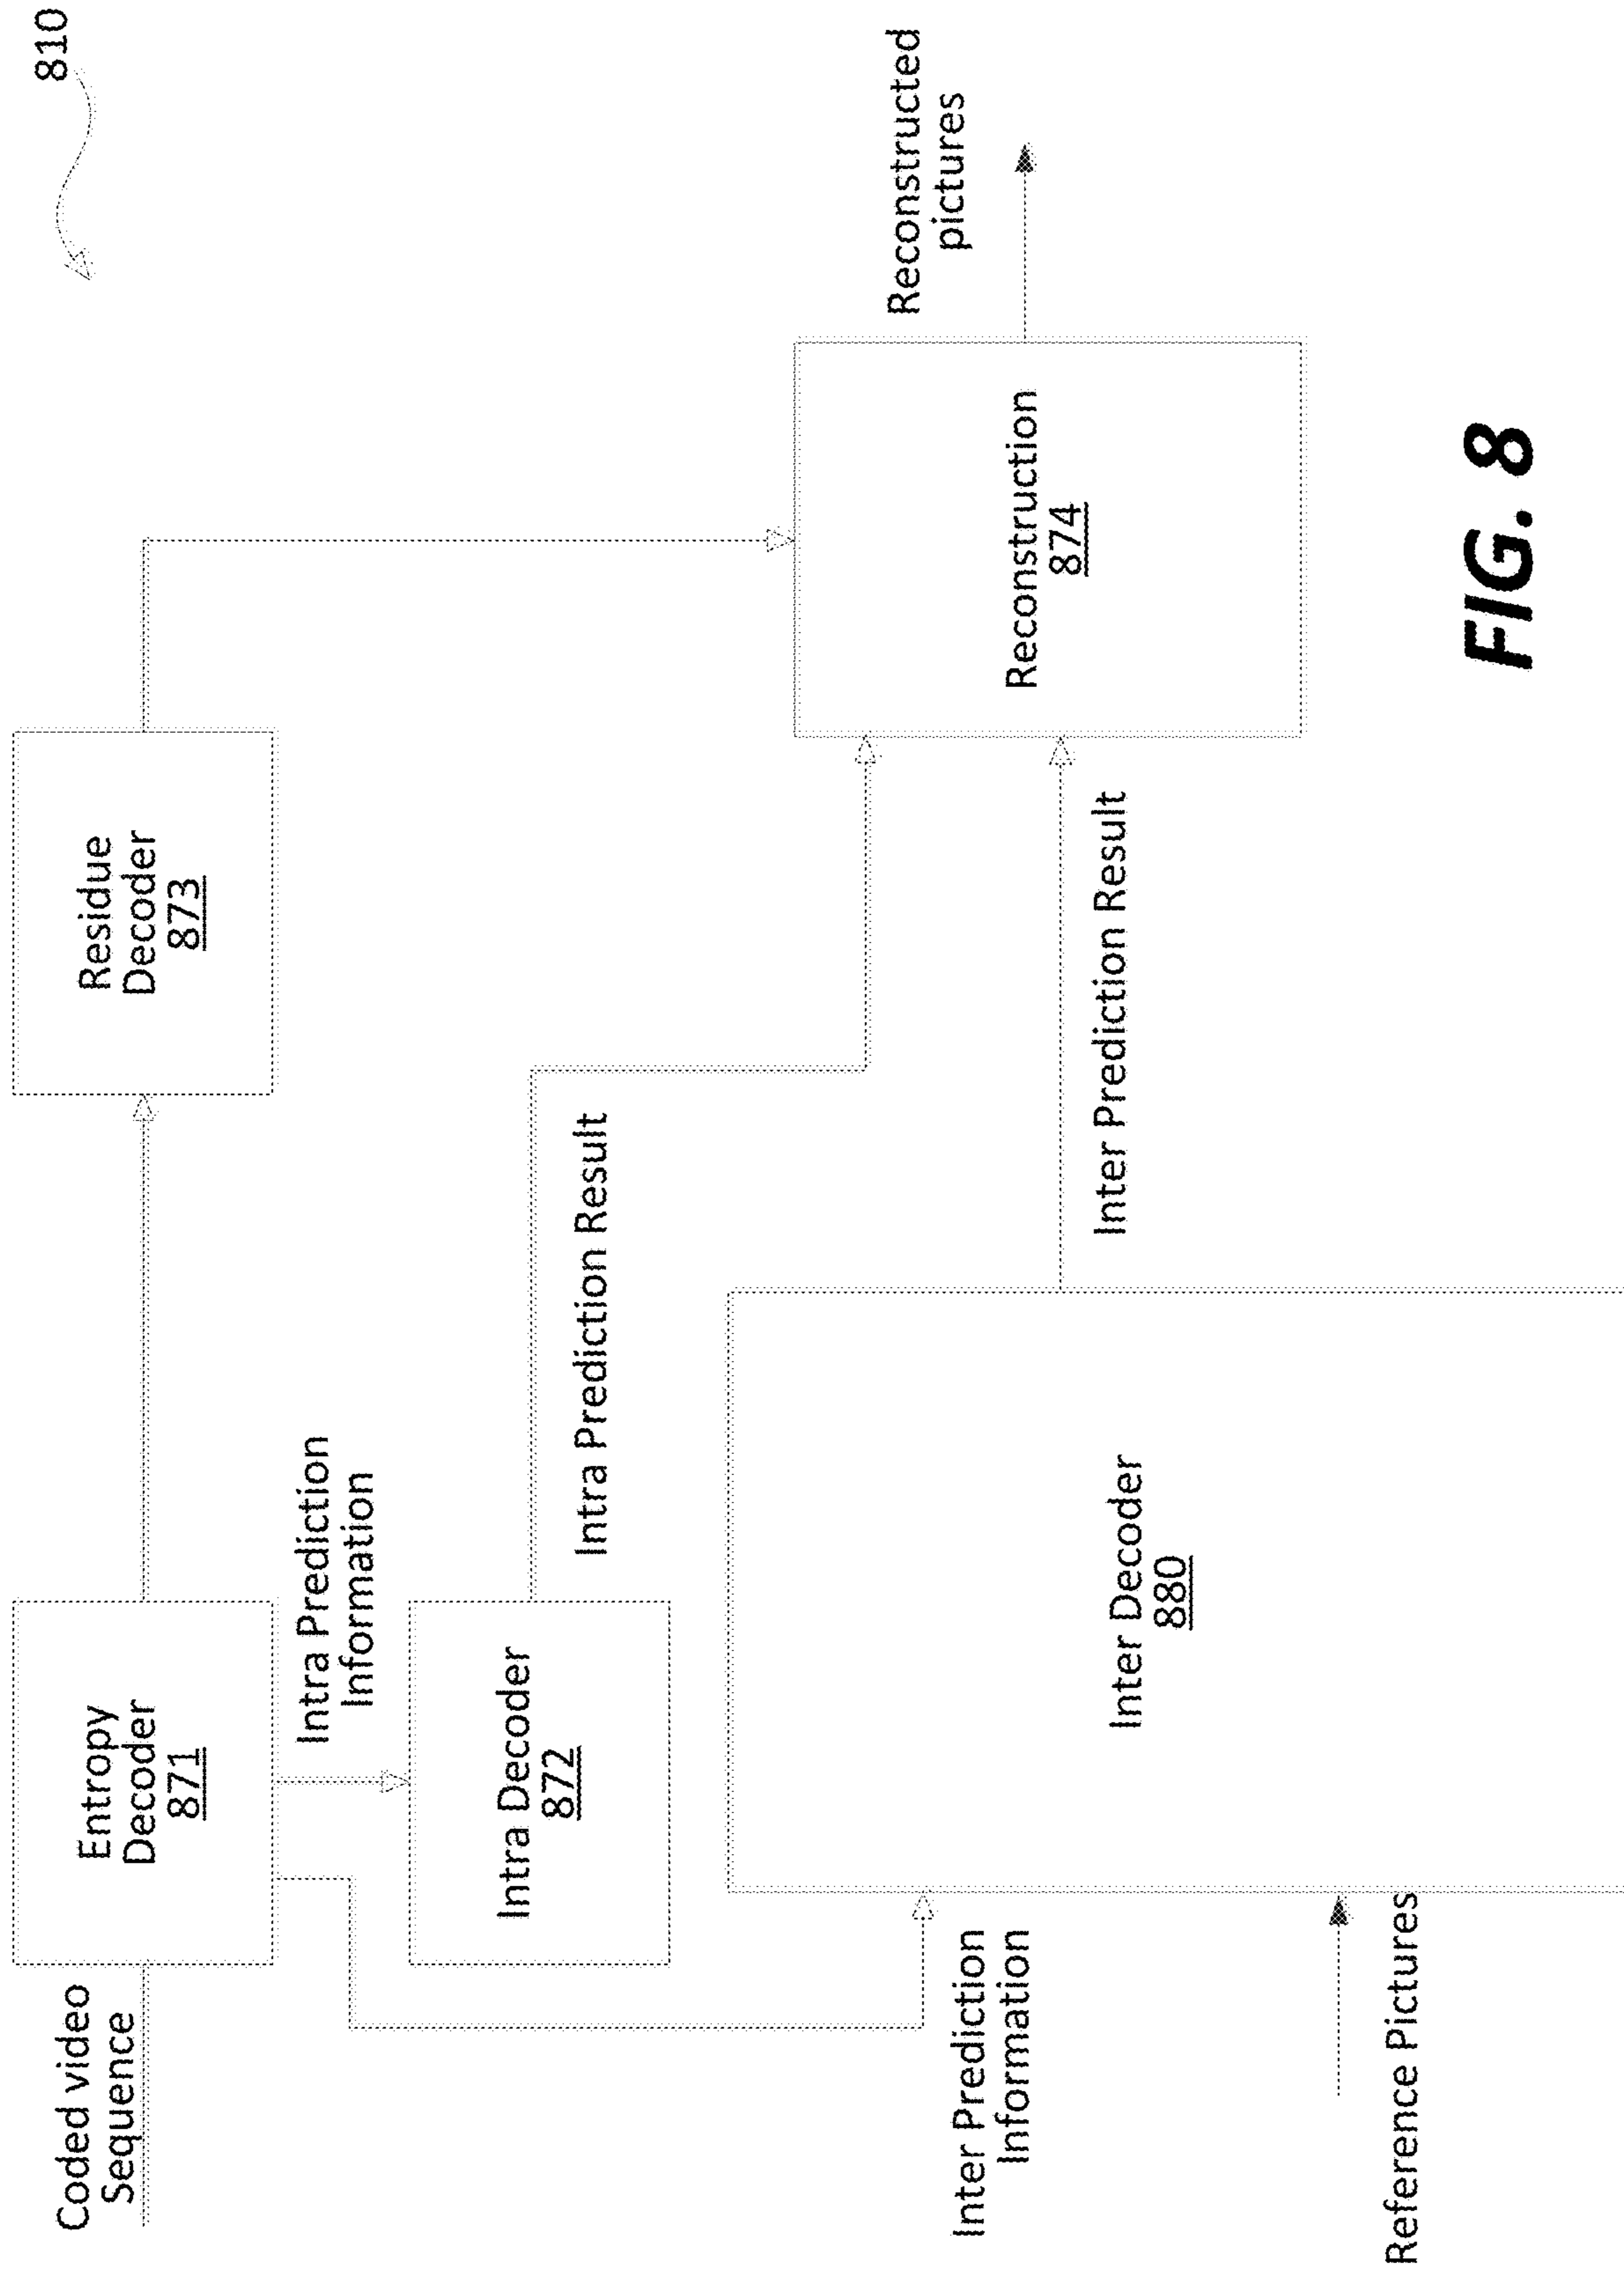 810
Coded video
Sequence
Entropy
Decoder
871
Residue
Decoder
873
Intra Prediction
Information
Intra Decoder
872
Intra Prediction Result
Reconstructed
pictures
Reconstruction
874
Inter Prediction
Information
Inter Decoder
880
Inter Prediction Result
Reference Pictures
FIG. 8